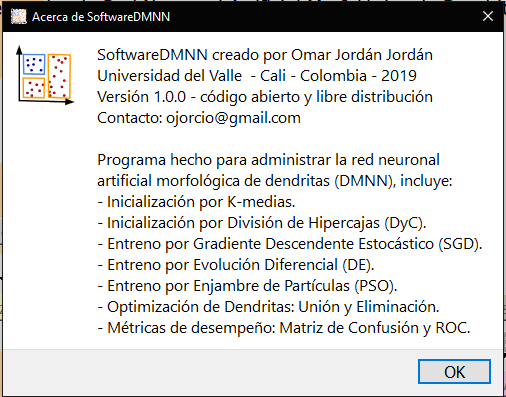 Acerca de SoftwareDMNN
SoftwareDMNN creado por Omar Jordán Jordán
Universidad del Valle - Cali - Colombia - 2019
Versión 1.0.0 - código abierto y libre distribución
Contacto: ojorcio@gmail.com
Programa hecho para administrar la red neuronal
artificial morfológica de dendritas (DMNN), incluye:
- Inicialización por K-medias.
- Inicialización por División de Hipercajas (DyC).
- Entreno por Gradiente Descendente Estocástico (SGD).
- Entreno por Evolución Diferencial (DE).
- Entreno por Enjambre de Partículas (PSO).
- Optimización de Dendritas: Unión y Eliminación.
- Métricas de desempeño: Matriz de Confusión y ROC.
OK